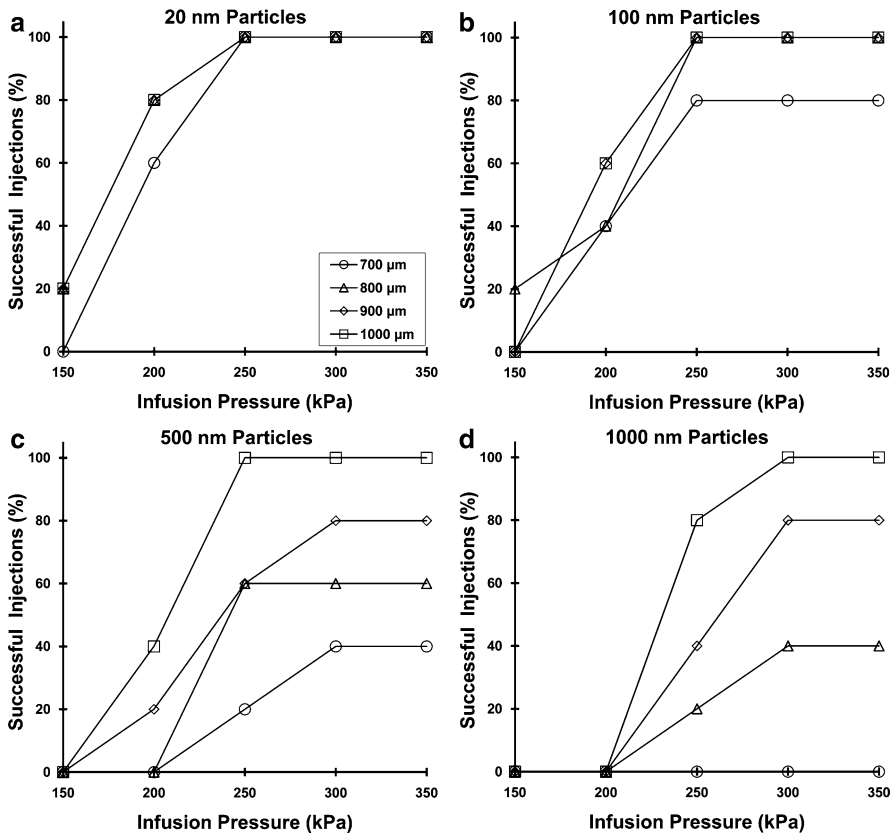 a
20 nm Particles
Successful Injections (%)
100
80
60
40
20
0
150 200 250 300 350
Infusion Pressure (kPa)
700 µm
800 µm
900 µm
1000 µm
b
100 nm Particles
Successful Injections (%)
100
80
60
40
20
0
150 200 250 300 350
Infusion Pressure (kPa)
c
500 nm Particles
Successful Injections (%)
100
80
60
40
20
0
150 200 250 300 350
Infusion Pressure (kPa)
d
1000 nm Particles
Successful Injections (%)
100
80
60
40
20
0
150 200 250 300 350
Infusion Pressure (kPa)